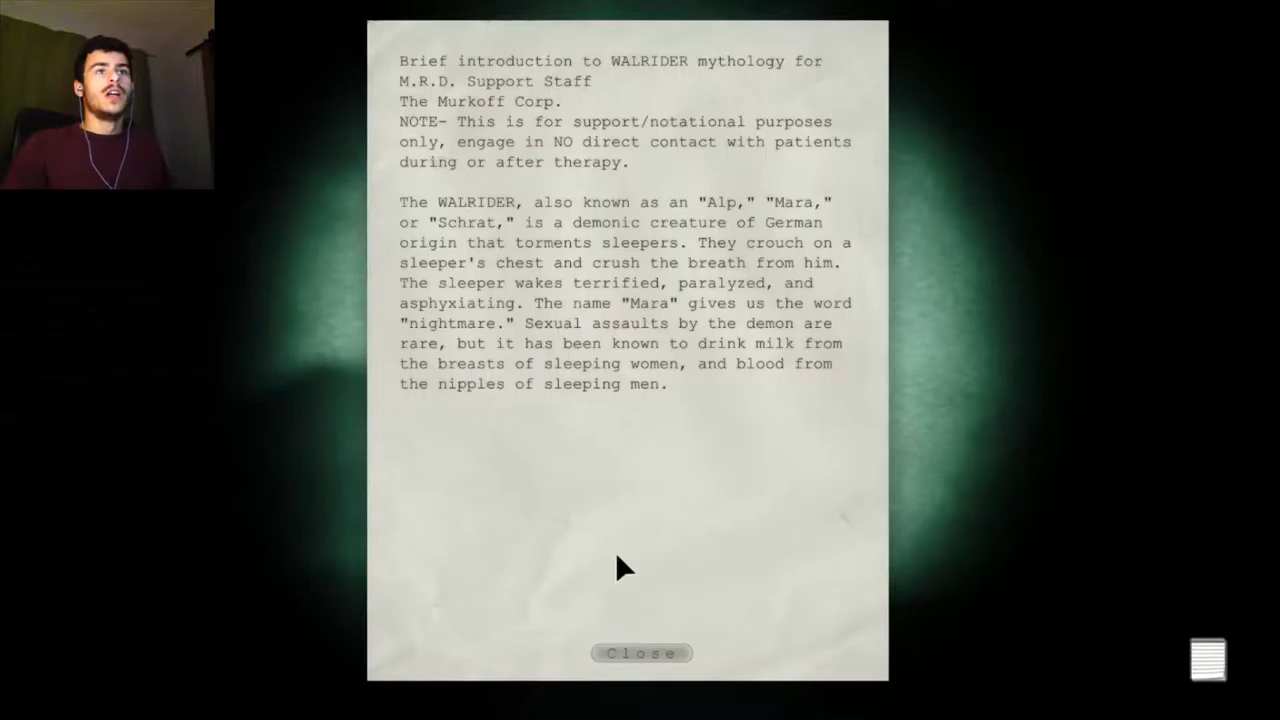 Brief introduction to WALRIDER mythology for
M.R.D. Support Staff
The Murkoff Corp.
NOTE- This is for support/notational purposes
only, engage in NO direct contact with patients
during or after therapy.
The WALRIDER, also known as an "Alp," "Mara,"
or "Schrat," is a demonic creature of German
origin that torments sleepers. They crouch on a
sleeper's chest and crush the breath from him.
The sleeper wakes terrified, paralyzed, and
asphyxiating. The name "Mara" gives us the word
"nightmare." Sexual assaults by the demon are
rare, but it has been known to drink milk from
the breasts of sleeping women, and blood from
the nipples of sleeping men.
Close